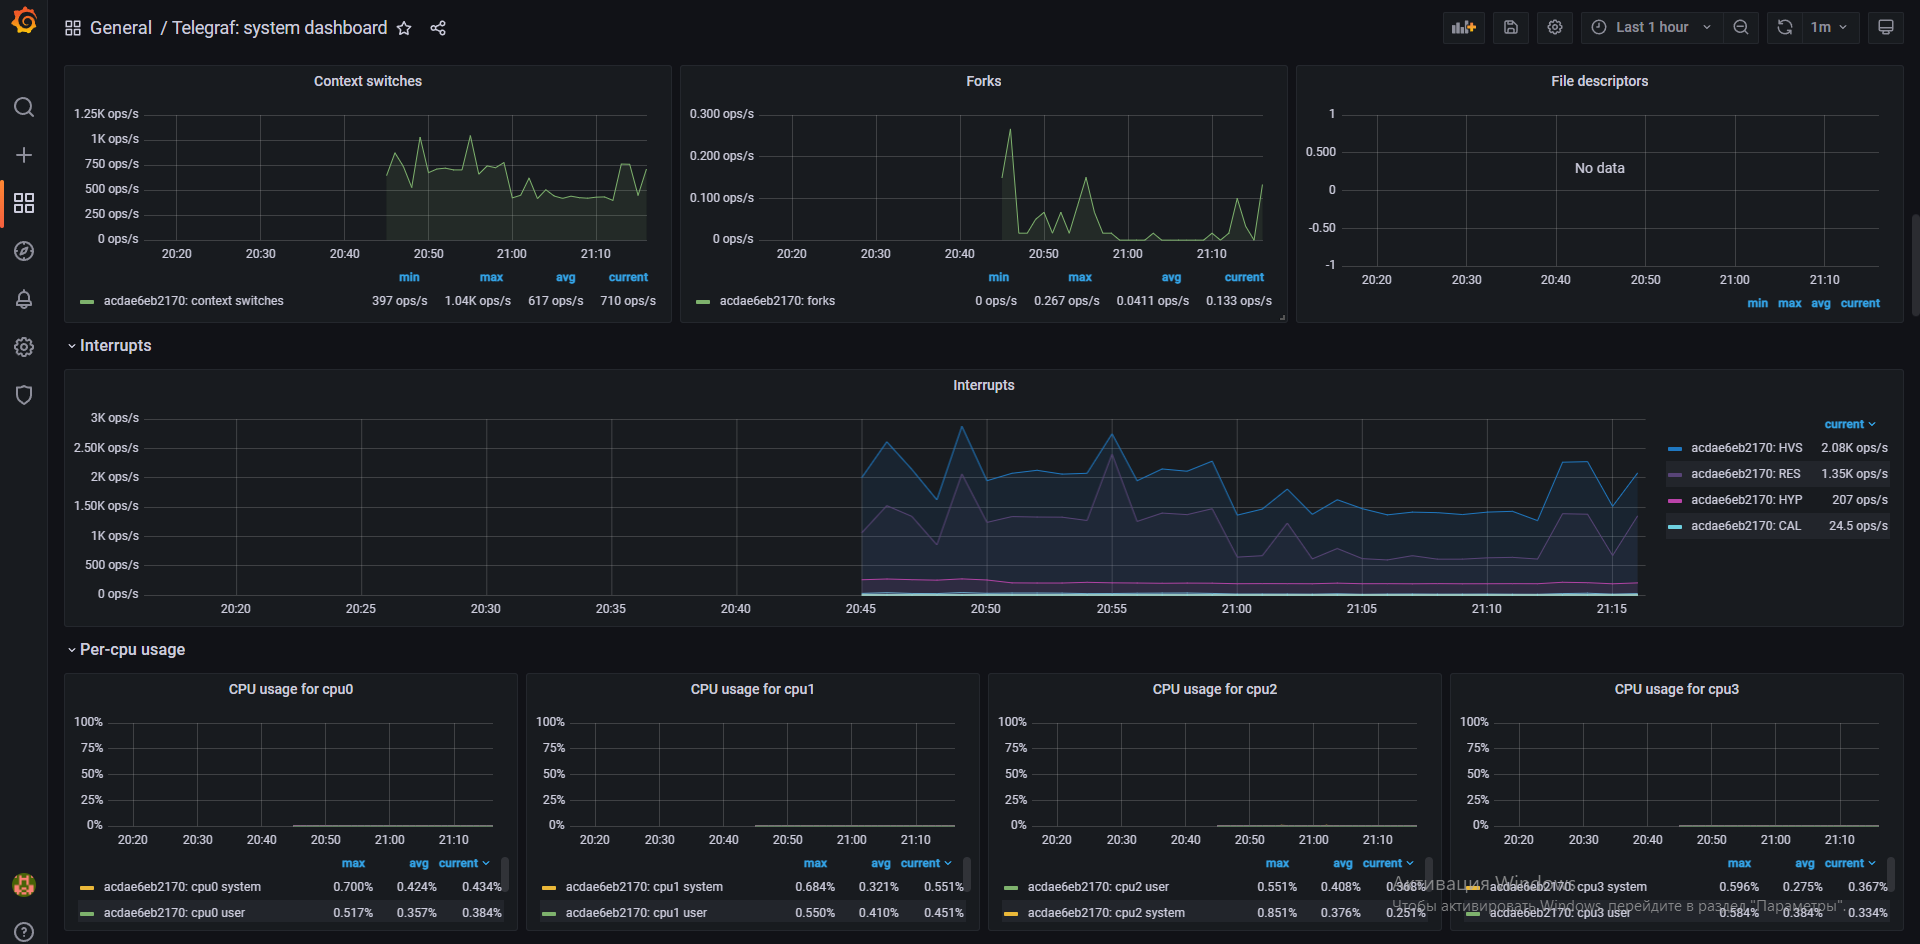 General / Telegraf: system dashboard
Last 1 hour
1m
Context switches
1.25K ops/s
1K ops/s
750 ops/s
500 ops/s
250 ops/s
0 ops/s
20:20 20:30 20:40 20:50 21:00 21:10
min max avg current
acdae6eb2170: context switches 397 ops/s 1.04K ops/s 617 ops/s 710 ops/s
Forks
0.300 ops/s
0.200 ops/s
0.100 ops/s
0 ops/s
20:20 20:30 20:40 20:50 21:00 21:10
min max avg current
acdae6eb2170: forks 0 ops/s 0.267 ops/s 0.0411 ops/s 0.133 ops/s
File descriptors
1
0.500
0
-0.50
-1
No data
20:20 20:30 20:40 20:50 21:00 21:10
min max avg current
Interrupts
Interrupts
3K ops/s
2.50K ops/s
2K ops/s
1.50K ops/s
1K ops/s
500 ops/s
0 ops/s
20:20 20:25 20:30 20:35 20:40 20:45 20:50 20:55 21:00 21:05 21:10 21:15
current
acdae6eb2170: HVS 2.08K ops/s
acdae6eb2170: RES 1.35K ops/s
acdae6eb2170: HYP 207 ops/s
acdae6eb2170: CAL 24.5 ops/s
Per-cpu usage
CPU usage for cpu0
100%
75%
50%
25%
0%
20:20 20:30 20:40 20:50 21:00 21:10
max avg current
acdae6eb2170: cpu0 system 0.700% 0.424% 0.434%
acdae6eb2170: cpu0 user 0.517% 0.357% 0.384%
CPU usage for cpu1
100%
75%
50%
25%
0%
20:20 20:30 20:40 20:50 21:00 21:10
max avg current
acdae6eb2170: cpu1 system 0.684% 0.321% 0.551%
acdae6eb2170: cpu1 user 0.550% 0.410% 0.451%
CPU usage for cpu2
100%
75%
50%
25%
0%
20:20 20:30 20:40 20:50 21:00 21:10
max avg current
acdae6eb2170: cpu2 user 0.551% 0.408%
acdae6eb2170: cpu2 system 0.851% 0.376% 0.251%
CPU usage for cpu3
100%
75%
50%
25%
0%
20:20 20:30 20:40 20:50 21:00 21:10
max avg current
acdae6eb2170: cpu3 system 0.596% 0.275% 0.367%
acdae6eb2170: cpu3 user 0.584% 0.384% 0.334%
Активация Windows
Чтобы активировать Windows, перейдите в раздел "Параметры".